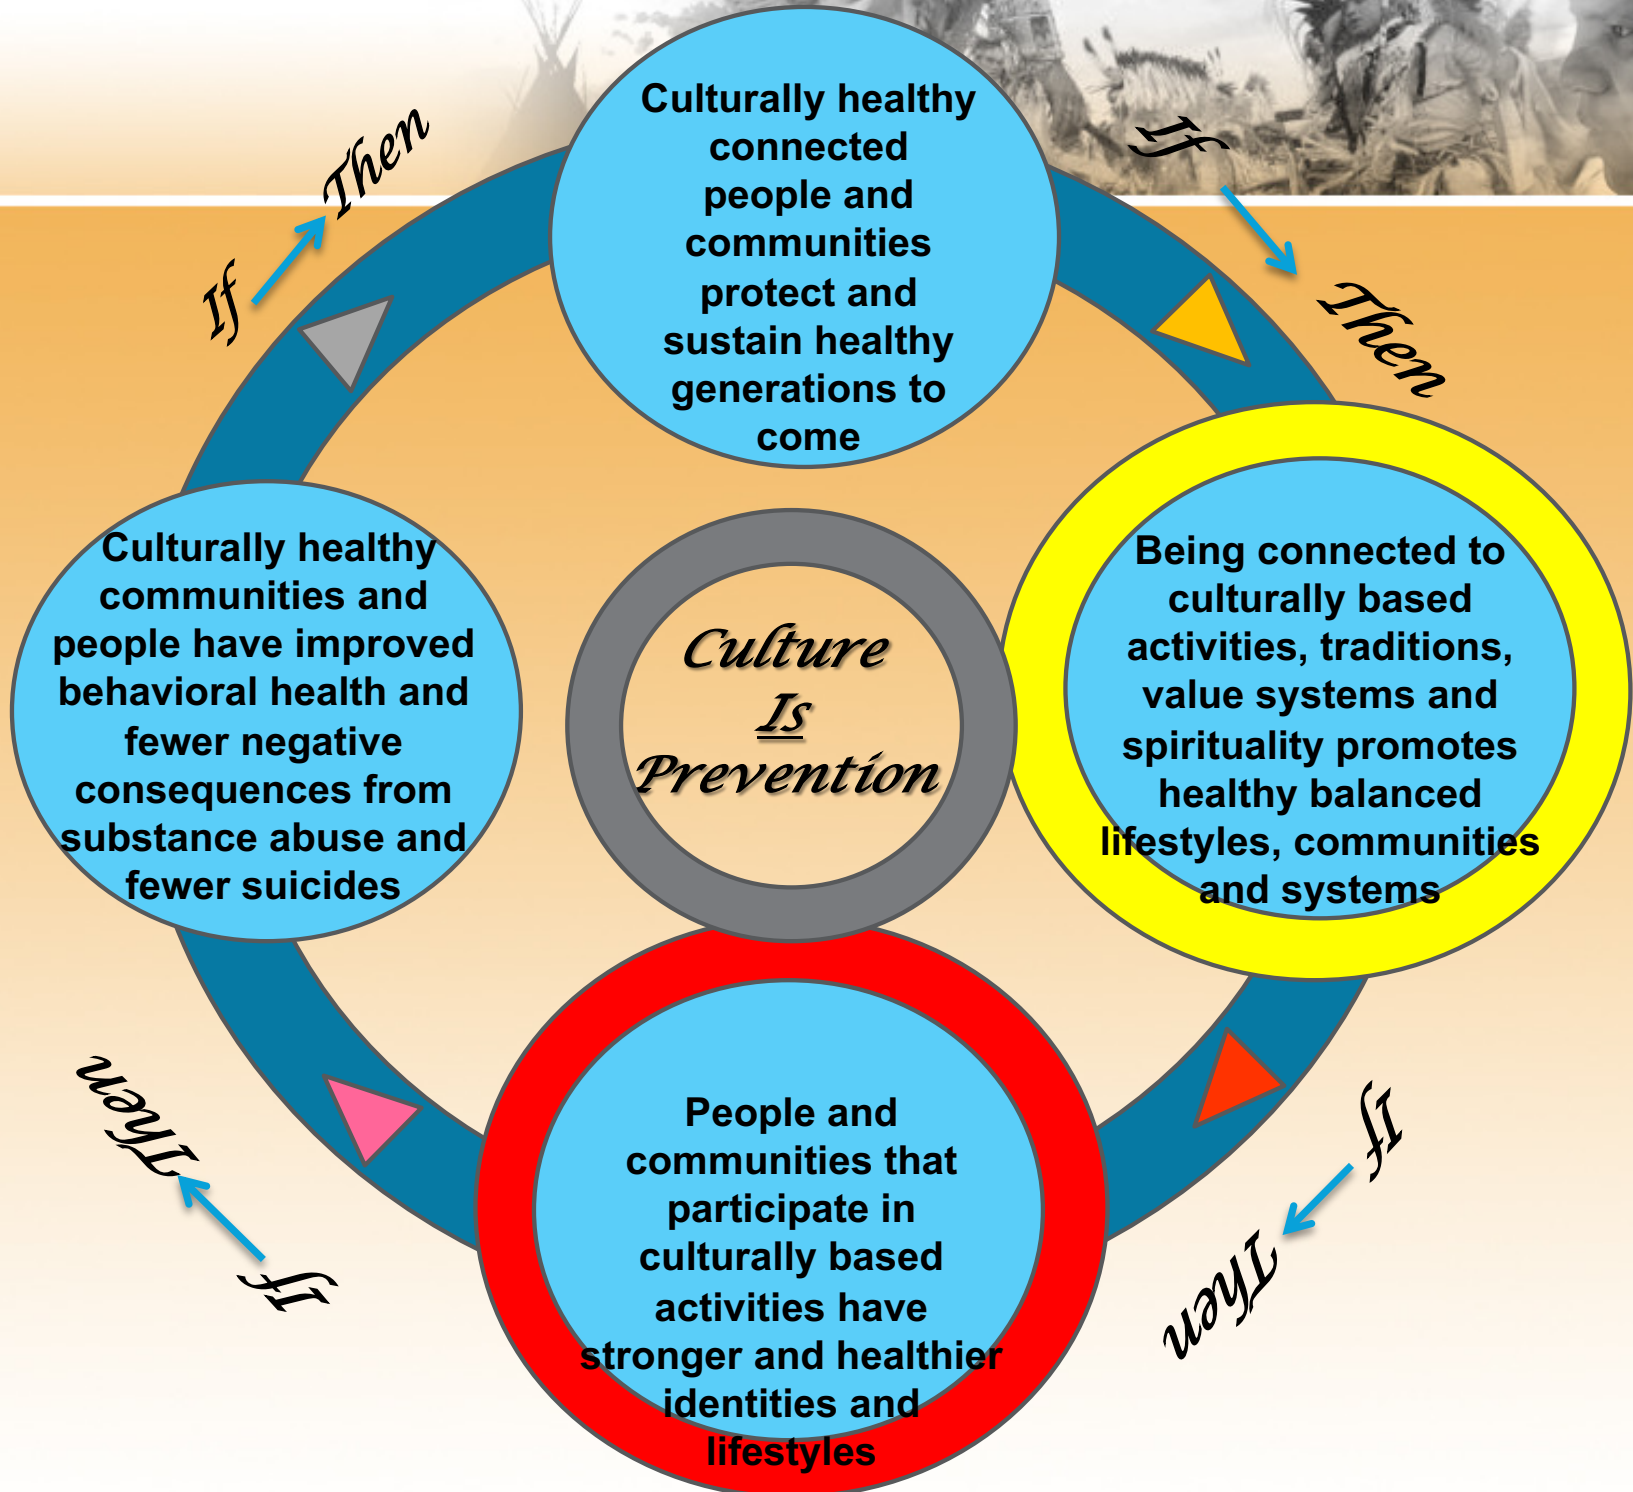 Culturally healthy
connected
people and
communities
protect and
sustain healthy
generations to
come
If
Then
Being connected to
culturally based
activities, traditions,
value systems and
spirituality promotes
healthy balanced
lifestyles, communities
and systems
If
Then
People and
communities that
participate in
culturally based
activities have
stronger and healthier
identities and
lifestyles
If
Then
Culturally healthy
communities and
people have improved
behavioral health and
fewer negative
consequences from
substance abuse and
fewer suicides
If
Then
Culture
Is
Prevention